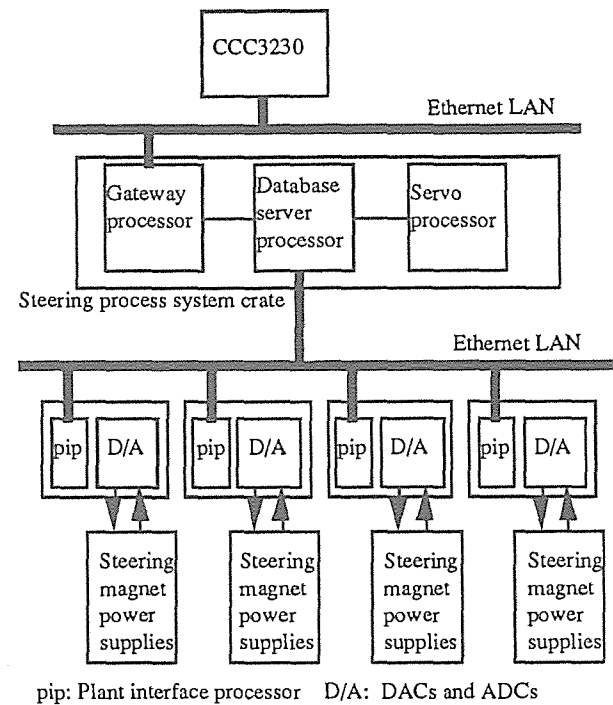 CCC3230
Ethernet LAN
Gateway
processor
Database
server
processor
Servo
processor
Steering process system crate
Ethernet LAN
pip
D/A
pip
D/A
pip
D/A
pip
D/A
Steering
magnet
power
supplies
Steering
magnet
power
supplies
Steering
magnet
power
supplies
Steering
magnet
power
supplies
pip: Plant interface processor D/A: DACs and ADCs